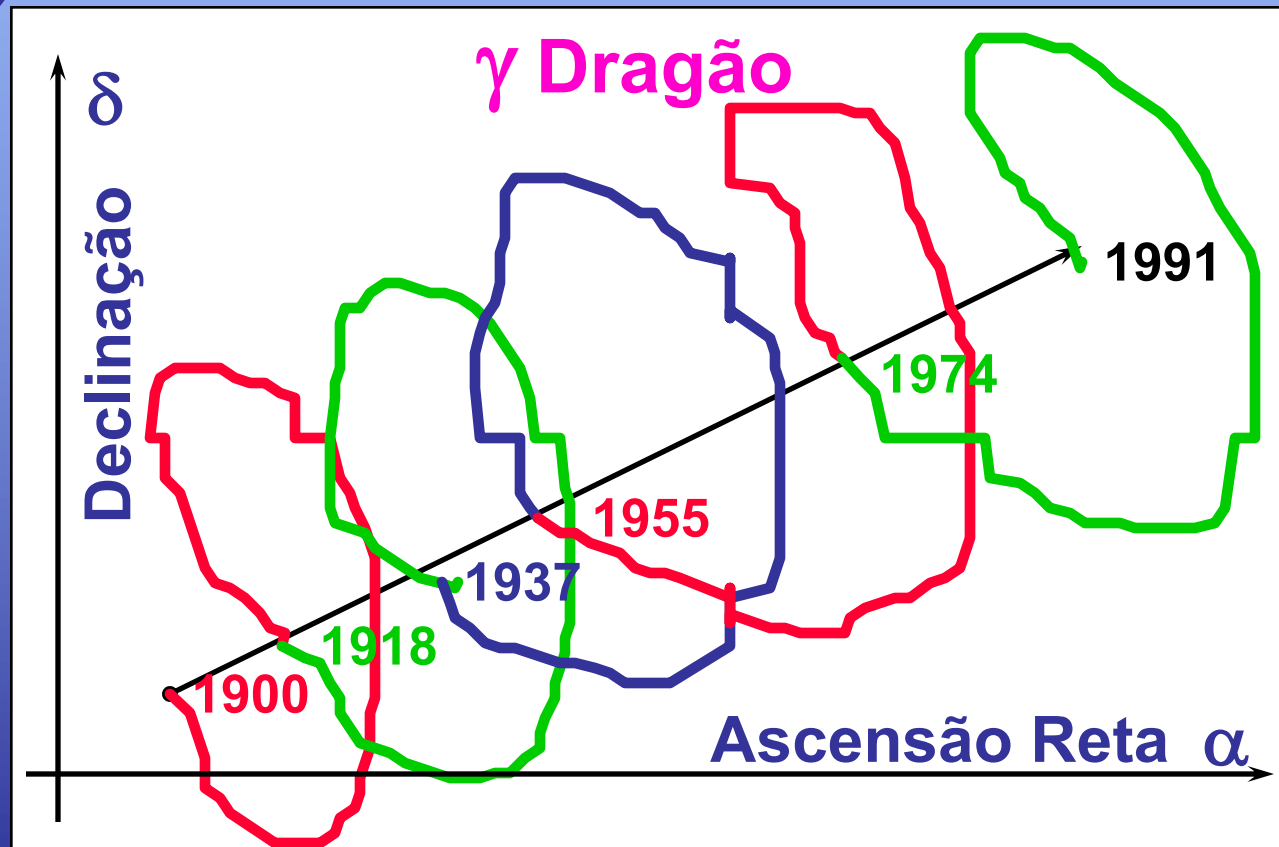 γ Dragão
δ
Declinação
1991
1974
1955
1937
1918
1900
Ascensão Reta α